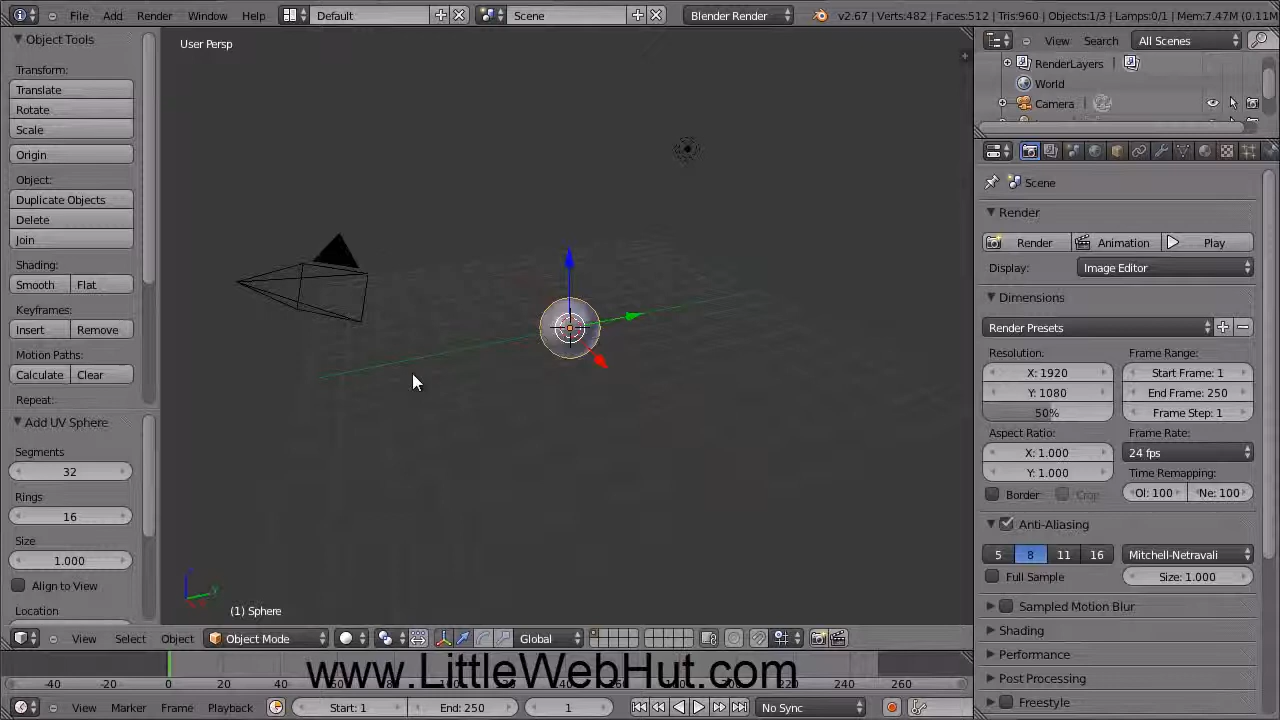 File Add Render Window Help Default Scene Blender Render v2.67 | Verts:482 | Faces:512 | Tris:960 | Objects:1/3 | Lamps:0/1 | Mem:7.47M (0.11M
Object Tools
Transform:
Translate
Rotate
Scale
Origin
Object:
Duplicate Objects
Delete
Join
Shading:
Smooth Flat
Keyframes:
Insert Remove
Motion Paths:
Calculate Clear
Repeat:
Add UV Sphere
Segments
32
Rings
16
Size
1.000
Align to View
Location
User Persp
(1) Sphere
View Search All Scenes
RenderLayers
World
Camera
Scene
Render
Render Animation Play
Display: Image Editor
Dimensions
Render Presets
Resolution: Frame Range:
X: 1920 Start Frame: 1
Y: 1080 End Frame: 250
50% Frame Step: 1
Aspect Ratio: Frame Rate:
X: 1.000 24 fps
Y: 1.000 Time Remapping:
Border Crop Ol: 100 Ne: 100
Anti-Aliasing
5 8 11 16 Mitchell-Netravali
Full Sample Size: 1.000
Sampled Motion Blur
Shading
Performance
Post Processing
Freestyle
View Select Object Object Mode Global
www.LittleWebHut.com
-40 -20 0 20 40 220 240 260
View Marker Frame Playback Start: 1 End: 250 1 No Sync